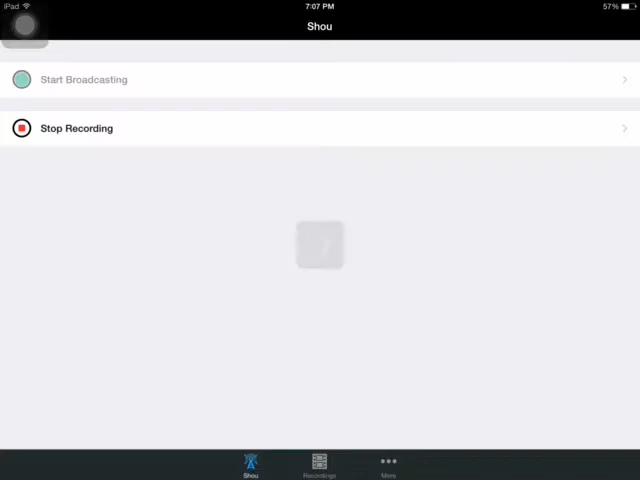 iPad 7:07 PM 57%
Shou
Start Broadcasting
Stop Recording
Shou Recordings More